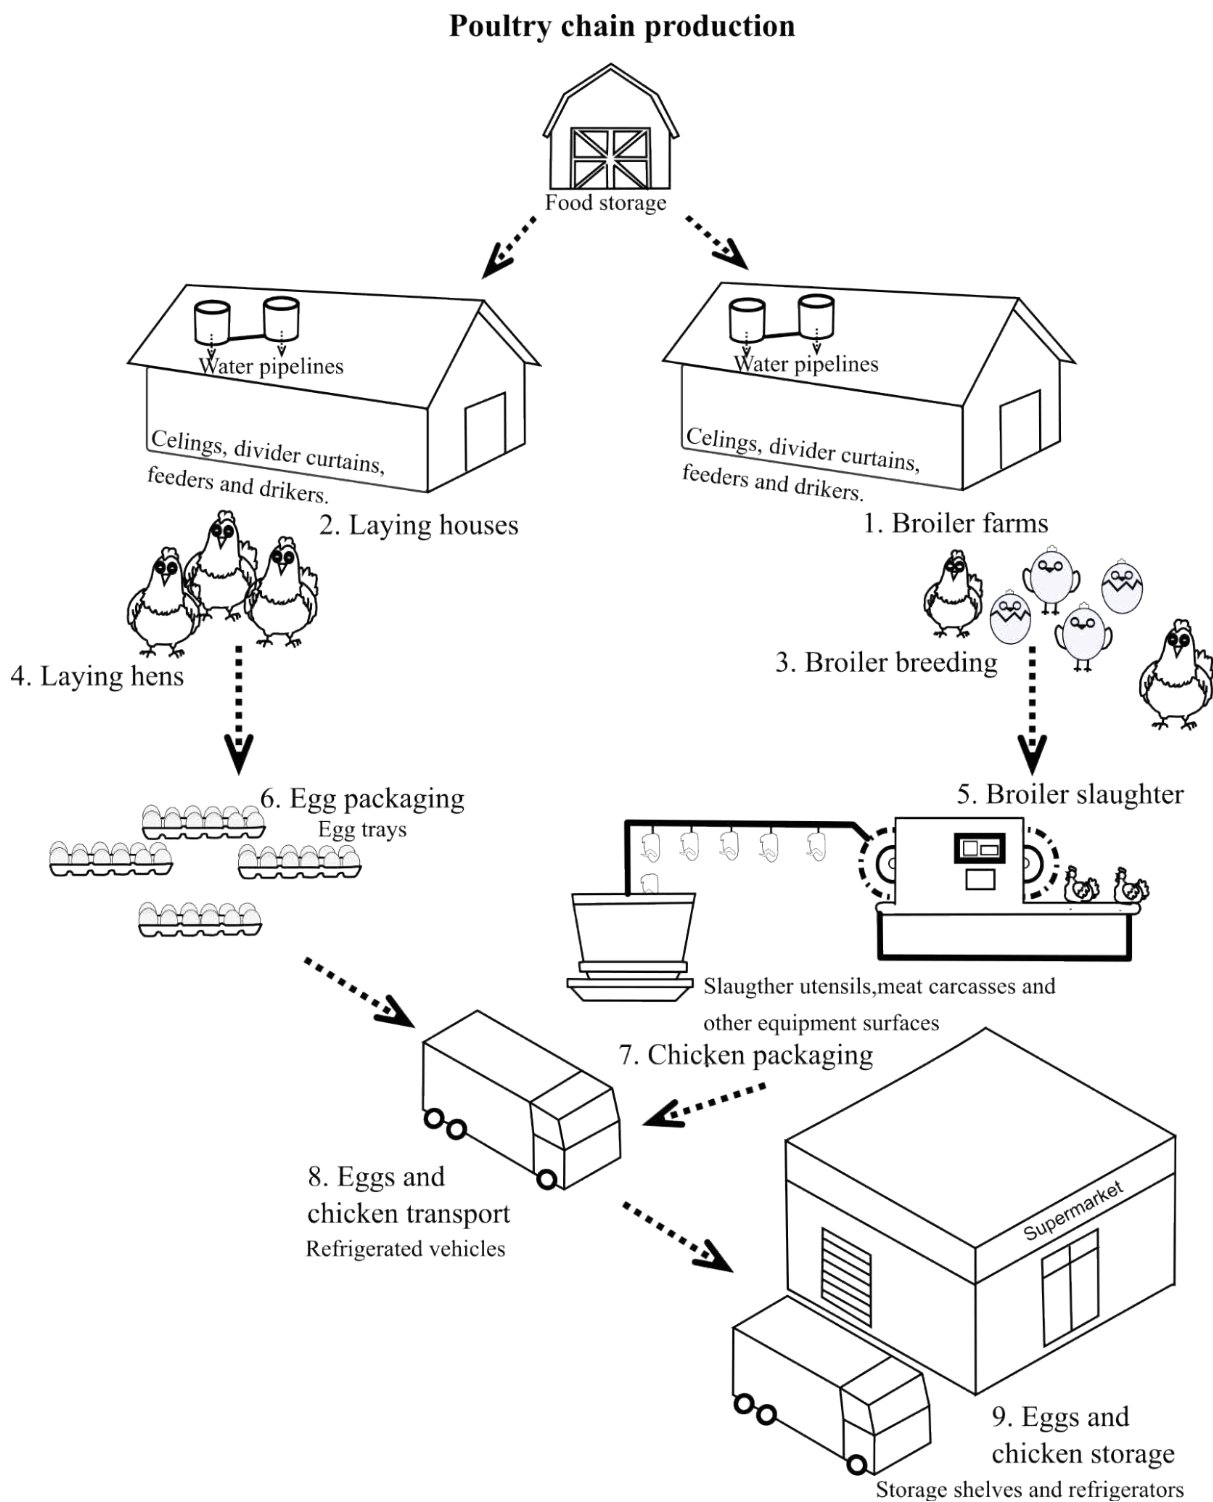 Poultry chain production
Food storage
Water pipelines
Celings, divider curtains,
feeders and drikers.
2. Laying houses
Water pipelines
Celings, divider curtains,
feeders and drikers.
1. Broiler farms
4. Laying hens
3. Broiler breeding
6. Egg packaging
Egg trays
5. Broiler slaughter
Slaugther utensils,meat carcasses and
other equipment surfaces
7. Chicken packaging
8. Eggs and
chicken transport
Refrigerated vehicles
Supermarket
9. Eggs and
chicken storage
Storage shelves and refrigerators